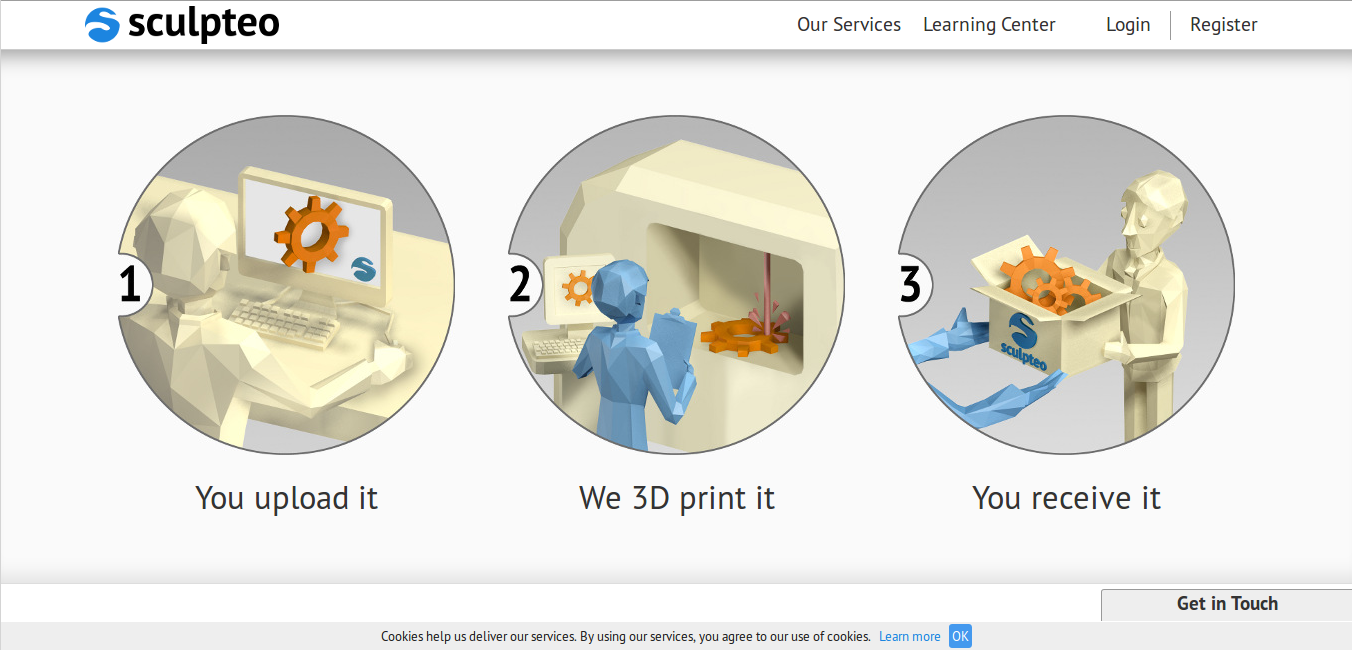 sculpteo
Our Services
Learning Center
Login
Register
1
2
3
sculpteo
You upload it
We 3D print it
You receive it
Get in Touch
Cookies help us deliver our services. By using our services, you agree to our use of cookies. Learn more OK